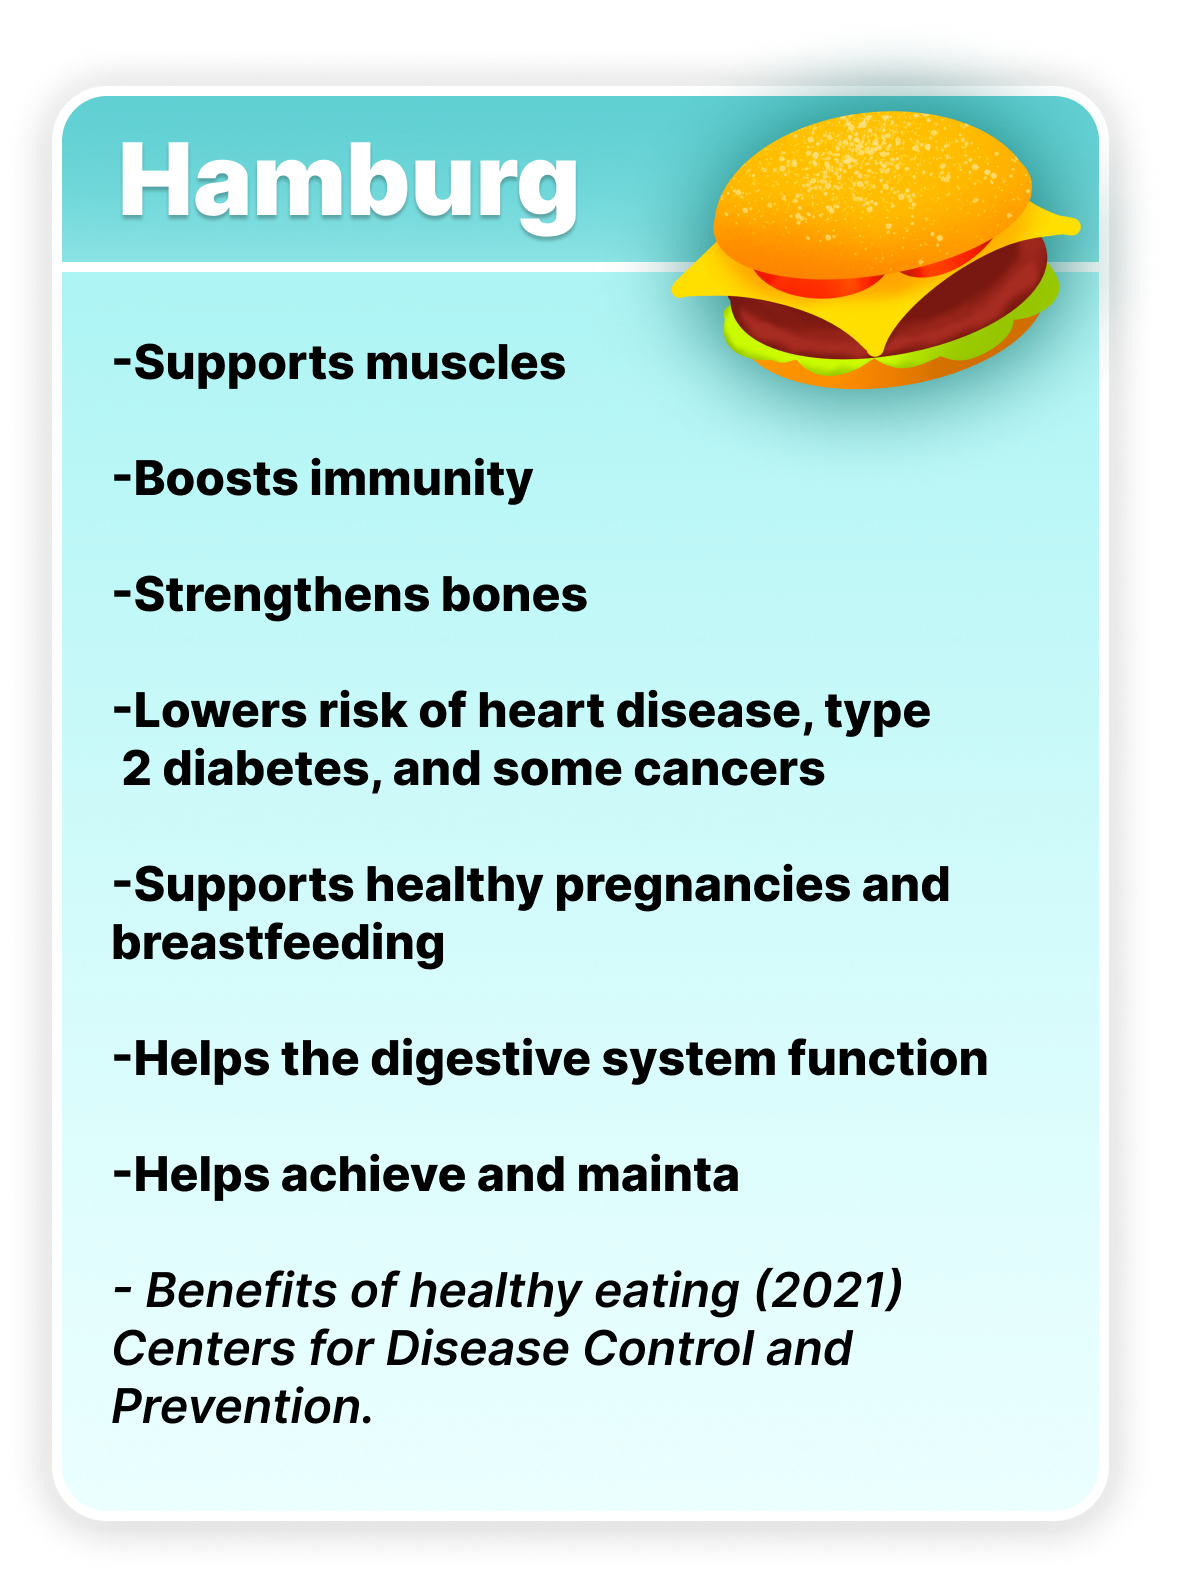 Hamburg
-Supports muscles
-Boosts immunity
-Strengthens bones
-Lowers risk of heart disease, type
2 diabetes, and some cancers
-Supports healthy pregnancies and
breastfeeding
-Helps the digestive system function
-Helps achieve and mainta
- Benefits of healthy eating (2021)
Centers for Disease Control and
Prevention.